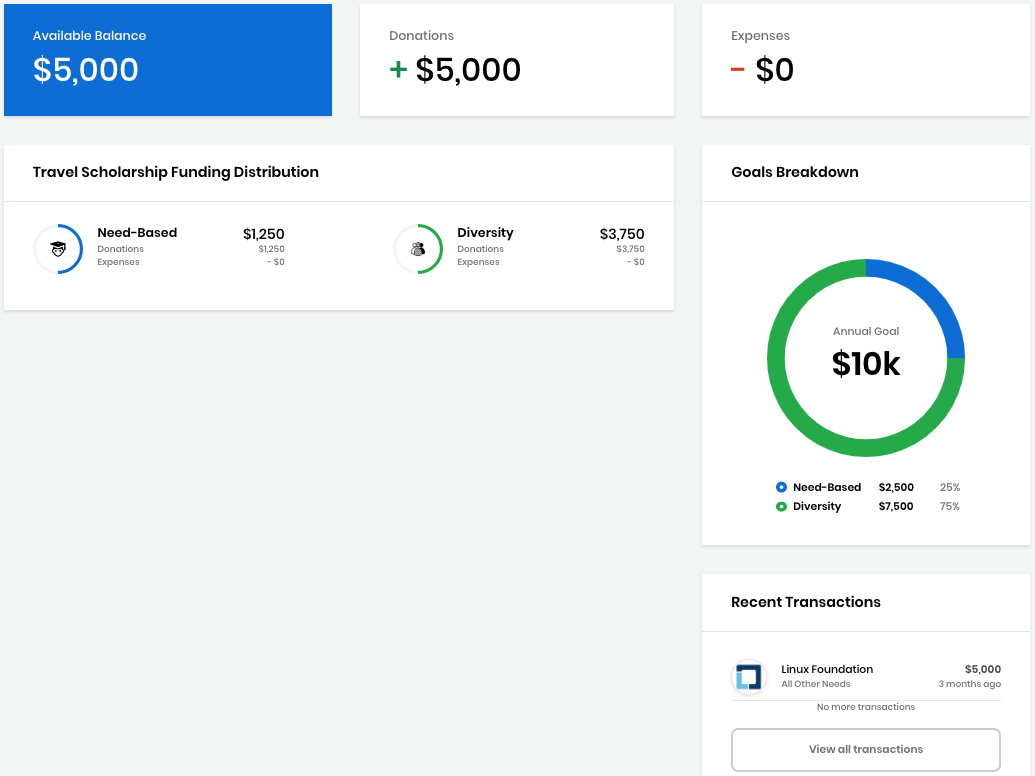 Available Balance
$5,000
Donations
+ $5,000
Expenses
- $0
Travel Scholarship Funding Distribution
Need-Based $1,250
Donations $1,250
Expenses - $0
Diversity $3,750
Donations $3,750
Expenses - $0
Goals Breakdown
Annual Goal
$10k
Need-Based $2,500 25%
Diversity $7,500 75%
Recent Transactions
Linux Foundation $5,000
All Other Needs 3 months ago
No more transactions
View all transactions